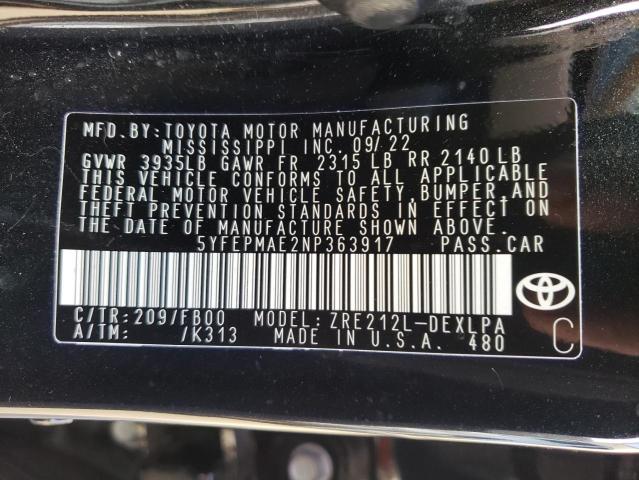 MFD. BY: TOYOTA MOTOR MANUFACTURING
MISSISSIPPI INC. 09/22
GVWR 3935LB GAWR FR 2315 LB RR 2140 LB
THIS VEHICLE CONFORMS TO ALL APPLICABLE
FEDERAL MOTOR VEHICLE SAFETY, BUMPER, AND
THEFT PREVENTION STANDARDS IN EFFECT ON
THE DATE OF MANUFACTURE SHOWN ABOVE.
5YFEPMAE2NP363917 PASS. CAR
C/TR: 209/FB00 MODEL: ZRE212L-DEXLPA
A/TM: /K313 MADE IN U.S.A. 480
C